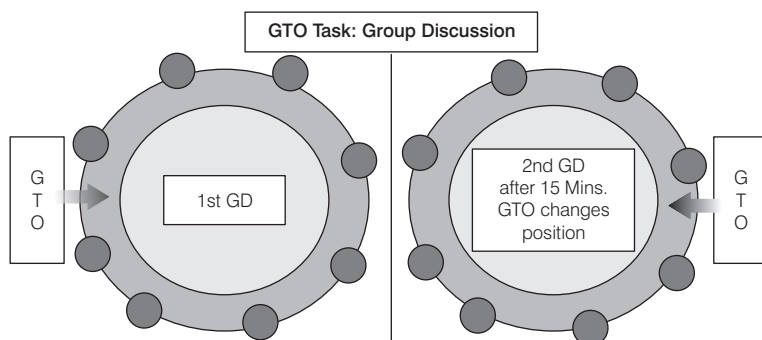 GTO Task: Group Discussion
G
T
O
1st GD
2nd GD
after 15 Mins.
GTO changes
position
G
T
O